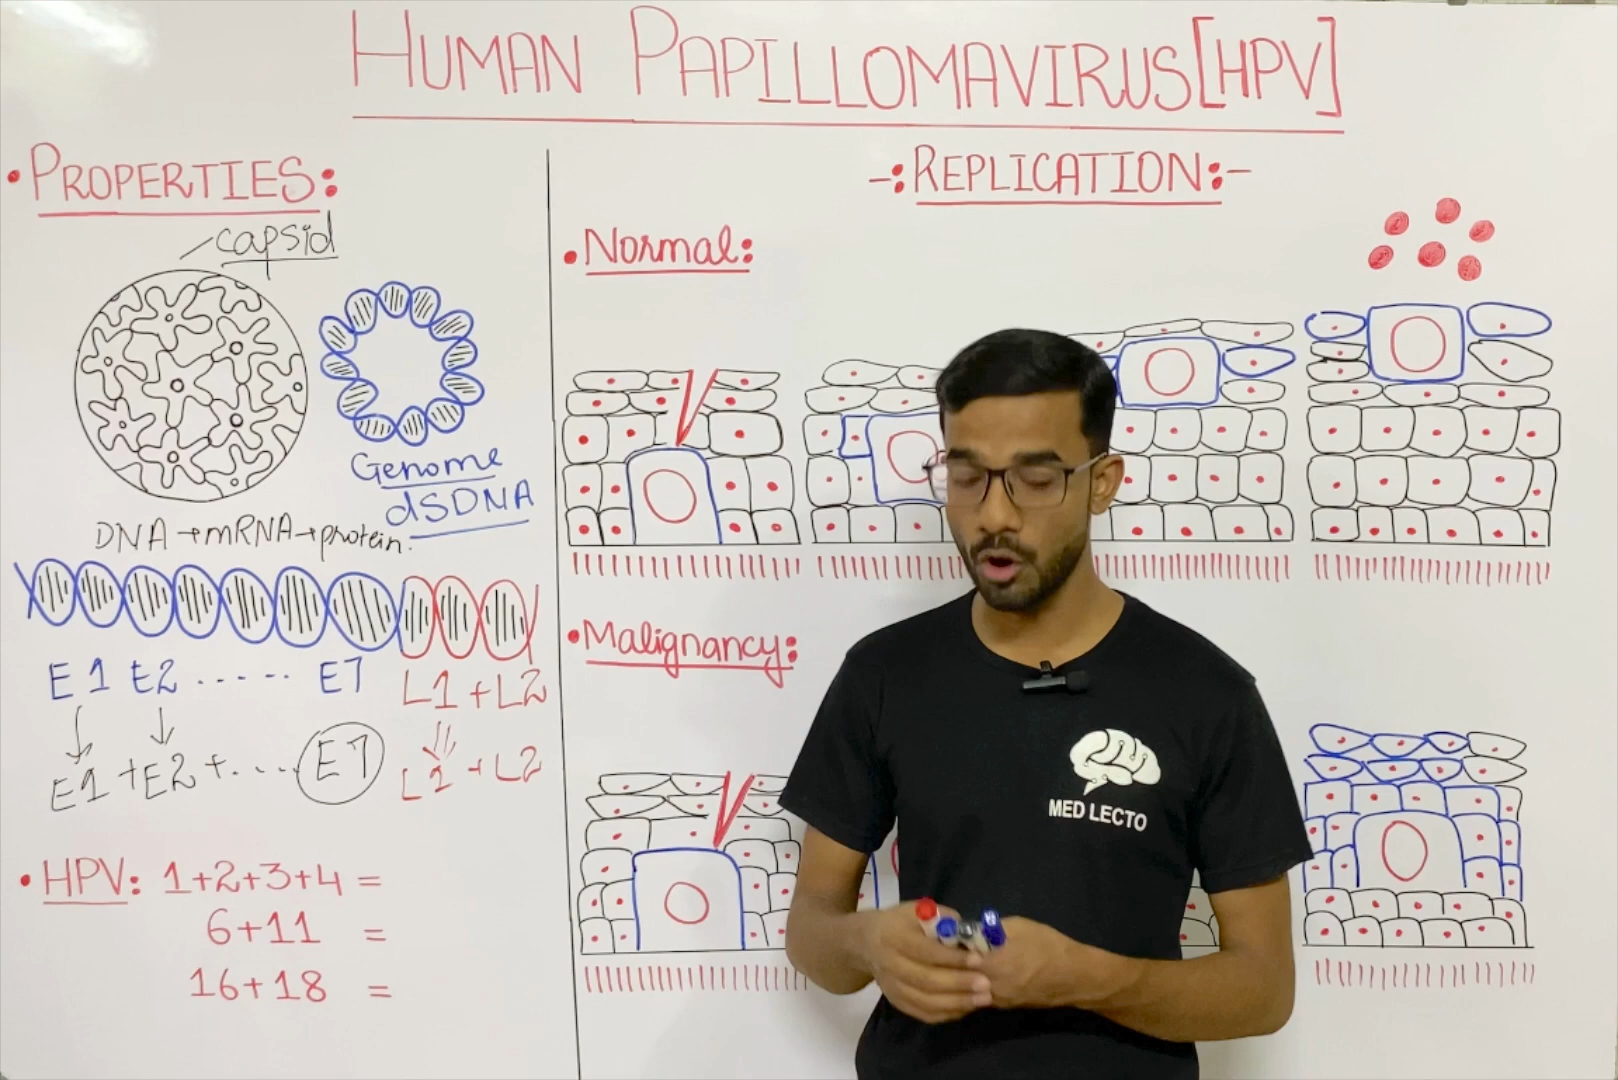 HUMAN PAPILLOMAVIRUS[HPV]
• PROPERTIES:
capsid
Genome
dsDNA
DNA→mRNA→protein.
E1 E2 ...... E7 L1+L2
E1+E2+.... E7 L1+L2
• HPV: 1+2+3+4 =
6+11 =
16+18 =
-:REPLICATION:-
• Normal:
• Malignancy:
MED LECTO